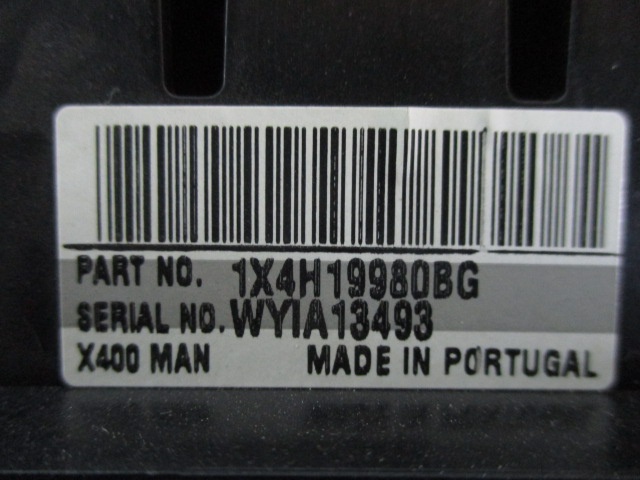 PART NO. 1X4H19980BG
SERIAL NO. WYIA13493
X400 MAN MADE IN PORTUGAL